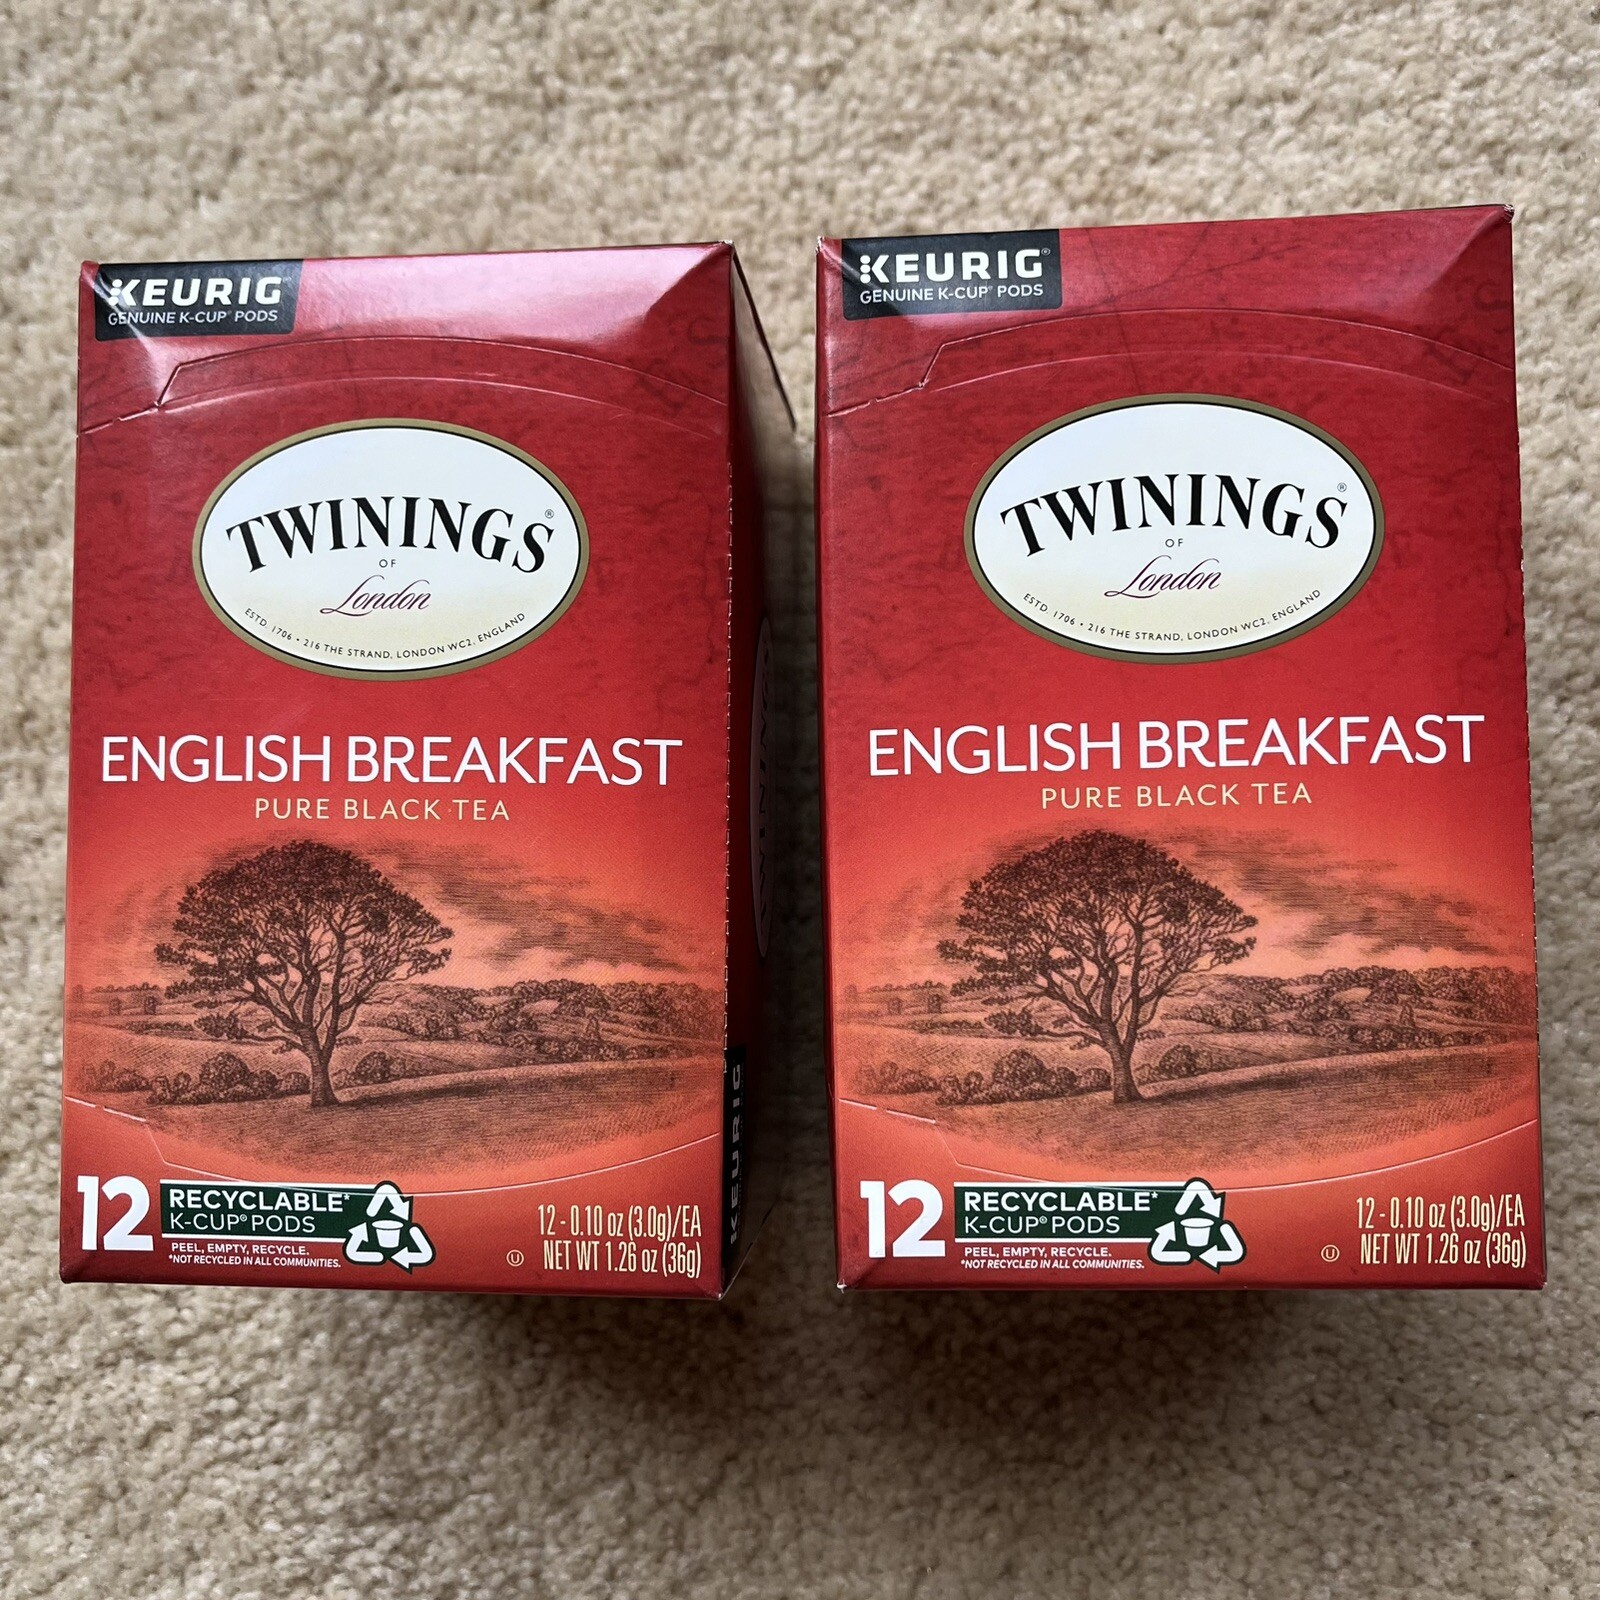 KEURIG
GENUINE K-CUP® PODS
TWININGS®
OF
London
ESTD. 1706 • 216 THE STRAND, LONDON WC2, ENGLAND
ENGLISH BREAKFAST
PURE BLACK TEA
12
RECYCLABLE*
K-CUP® PODS
PEEL, EMPTY, RECYCLE.
*NOT RECYCLED IN ALL COMMUNITIES.
U
12 - 0.10 oz (3.0g)/EA
NET WT 1.26 oz (36g)
TWININGS
KEURIG
KEURIG®
GENUINE K-CUP® PODS
TWININGS®
OF
London
ESTD. 1706 • 216 THE STRAND, LONDON WC2, ENGLAND
ENGLISH BREAKFAST
PURE BLACK TEA
12
RECYCLABLE*
K-CUP® PODS
PEEL, EMPTY, RECYCLE.
*NOT RECYCLED IN ALL COMMUNITIES.
U
12 - 0.10 oz (3.0g)/EA
NET WT 1.26 oz (36g)